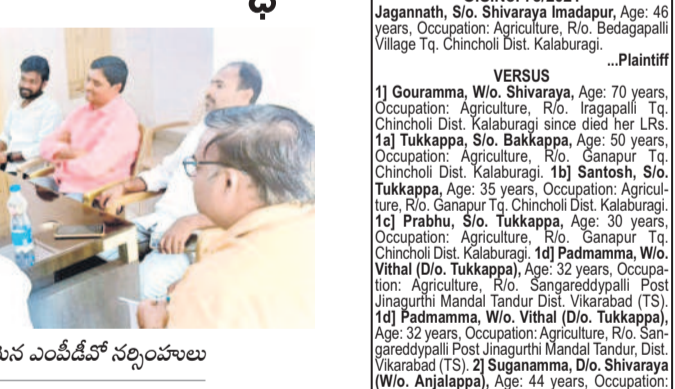 ఎంపీడీవో నర్సింహులు
Jagannath, S/o. Shivaraya Imadapur, Age: 46
years, Occupation: Agriculture, R/o. Bedagapalli
Village Tq. Chincholi Dist. Kalaburagi.
...Plaintiff
VERSUS
1] Gouramma, W/o. Shivaraya, Age: 70 years,
Occupation: Agriculture, R/o. Iragapalli Tq.
Chincholi Dist. Kalaburagi since died her LRs.
1a] Tukkappa, S/o. Bakkappa, Age: 50 years,
Occupation: Agriculture, R/o. Ganapur Tq.
Chincholi Dist. Kalaburagi. 1b] Santosh, S/o.
Tukkappa, Age: 35 years, Occupation: Agricul-
ture, R/o. Ganapur Tq. Chincholi Dist. Kalaburagi.
1c] Prabhu, S/o. Tukkappa, Age: 30 years,
Occupation: Agriculture, R/o. Ganapur Tq.
Chincholi Dist. Kalaburagi. 1d] Padmamma, W/o.
Vithal (D/o. Tukkappa), Age: 32 years, Occupa-
tion: Agriculture, R/o. Sangareddypalli Post
Jinagurthi Mandal Tandur Dist. Vikarabad (TS).
1d] Padmamma, W/o. Vithal (D/o. Tukkappa),
Age: 32 years, Occupation: Agriculture, R/o. San-
gareddypalli Post Jinagurthi Mandal Tandur, Dist.
Vikarabad (TS). 2] Suganamma, D/o. Shivaraya
(W/o. Anjalappa), Age: 44 years, Occupation: